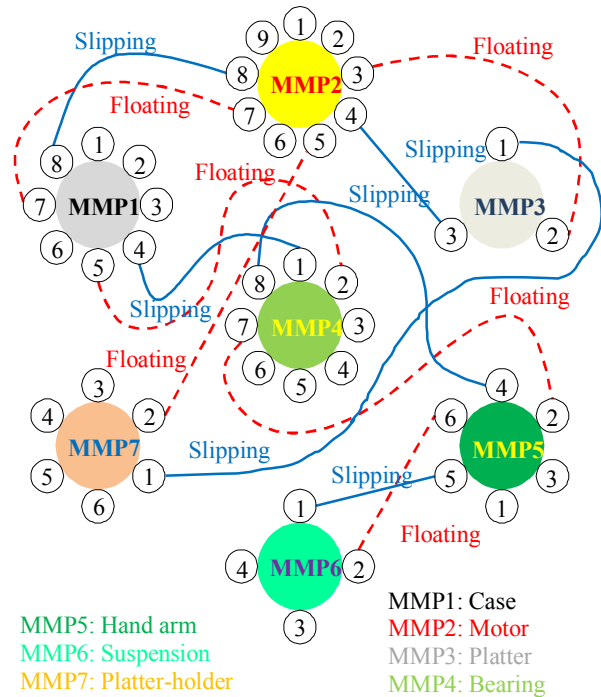 1
9 2
Slipping
8 MMP2 3
Floating
Floating
7 4
6 5
1
8 2
Slipping 1
Floating
7 MMP1 3
Slipping
MMP3
6 4
3 2
5
1
8 2
Slipping
Floating
7 MMP4 3
6 4
5
Floating
3
4 2
4
6 2
MMP7
MMP5
Slipping
5 1
Slipping
5 3
6
1
1
Floating
4 MMP6 2
3
MMP5: Hand arm
MMP6: Suspension
MMP7: Platter-holder
MMP1: Case
MMP2: Motor
MMP3: Platter
MMP4: Bearing